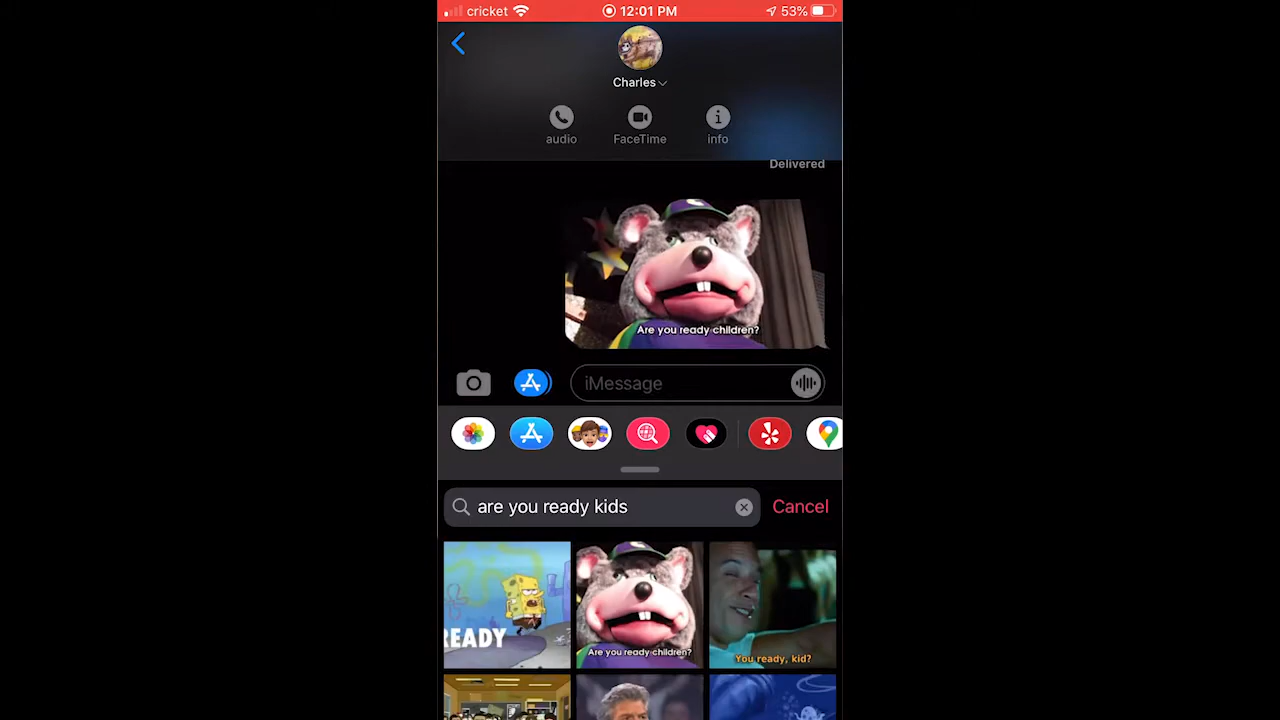 cricket 12:01 PM 53%
Charles
audio FaceTime info
Delivered
Are you ready children?
iMessage
are you ready kids Cancel
READY
Are you ready children?
You ready, kid?